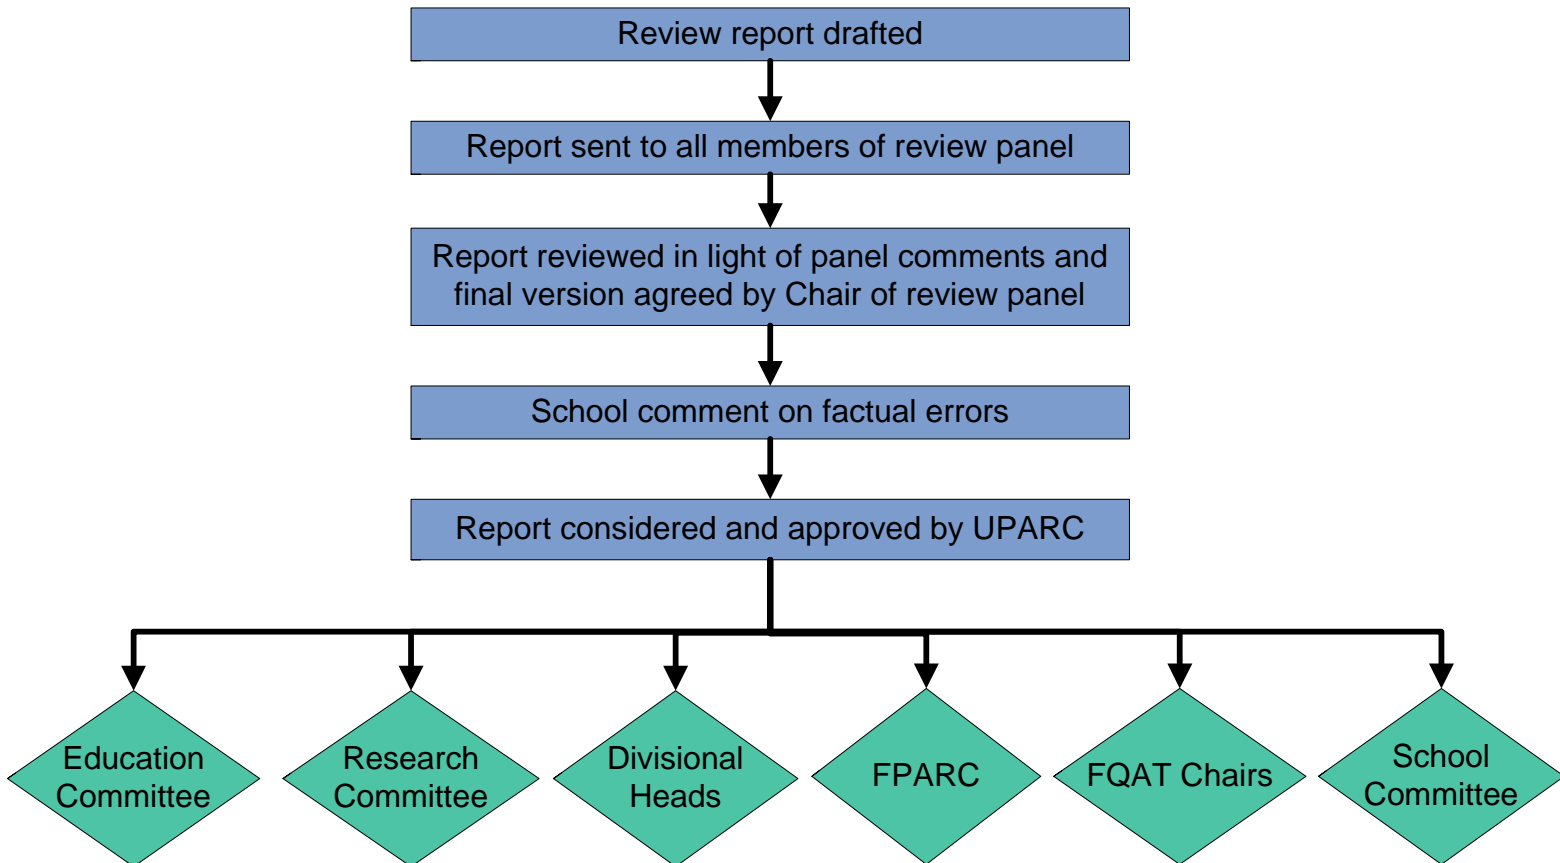 Review report drafted
Report sent to all members of review panel
Report reviewed in light of panel comments and
final version agreed by Chair of review panel
School comment on factual errors
Report considered and approved by UPARC
Education
Committee
Research
Committee
Divisional
Heads
FPARC
FQAT Chairs
School
Committee